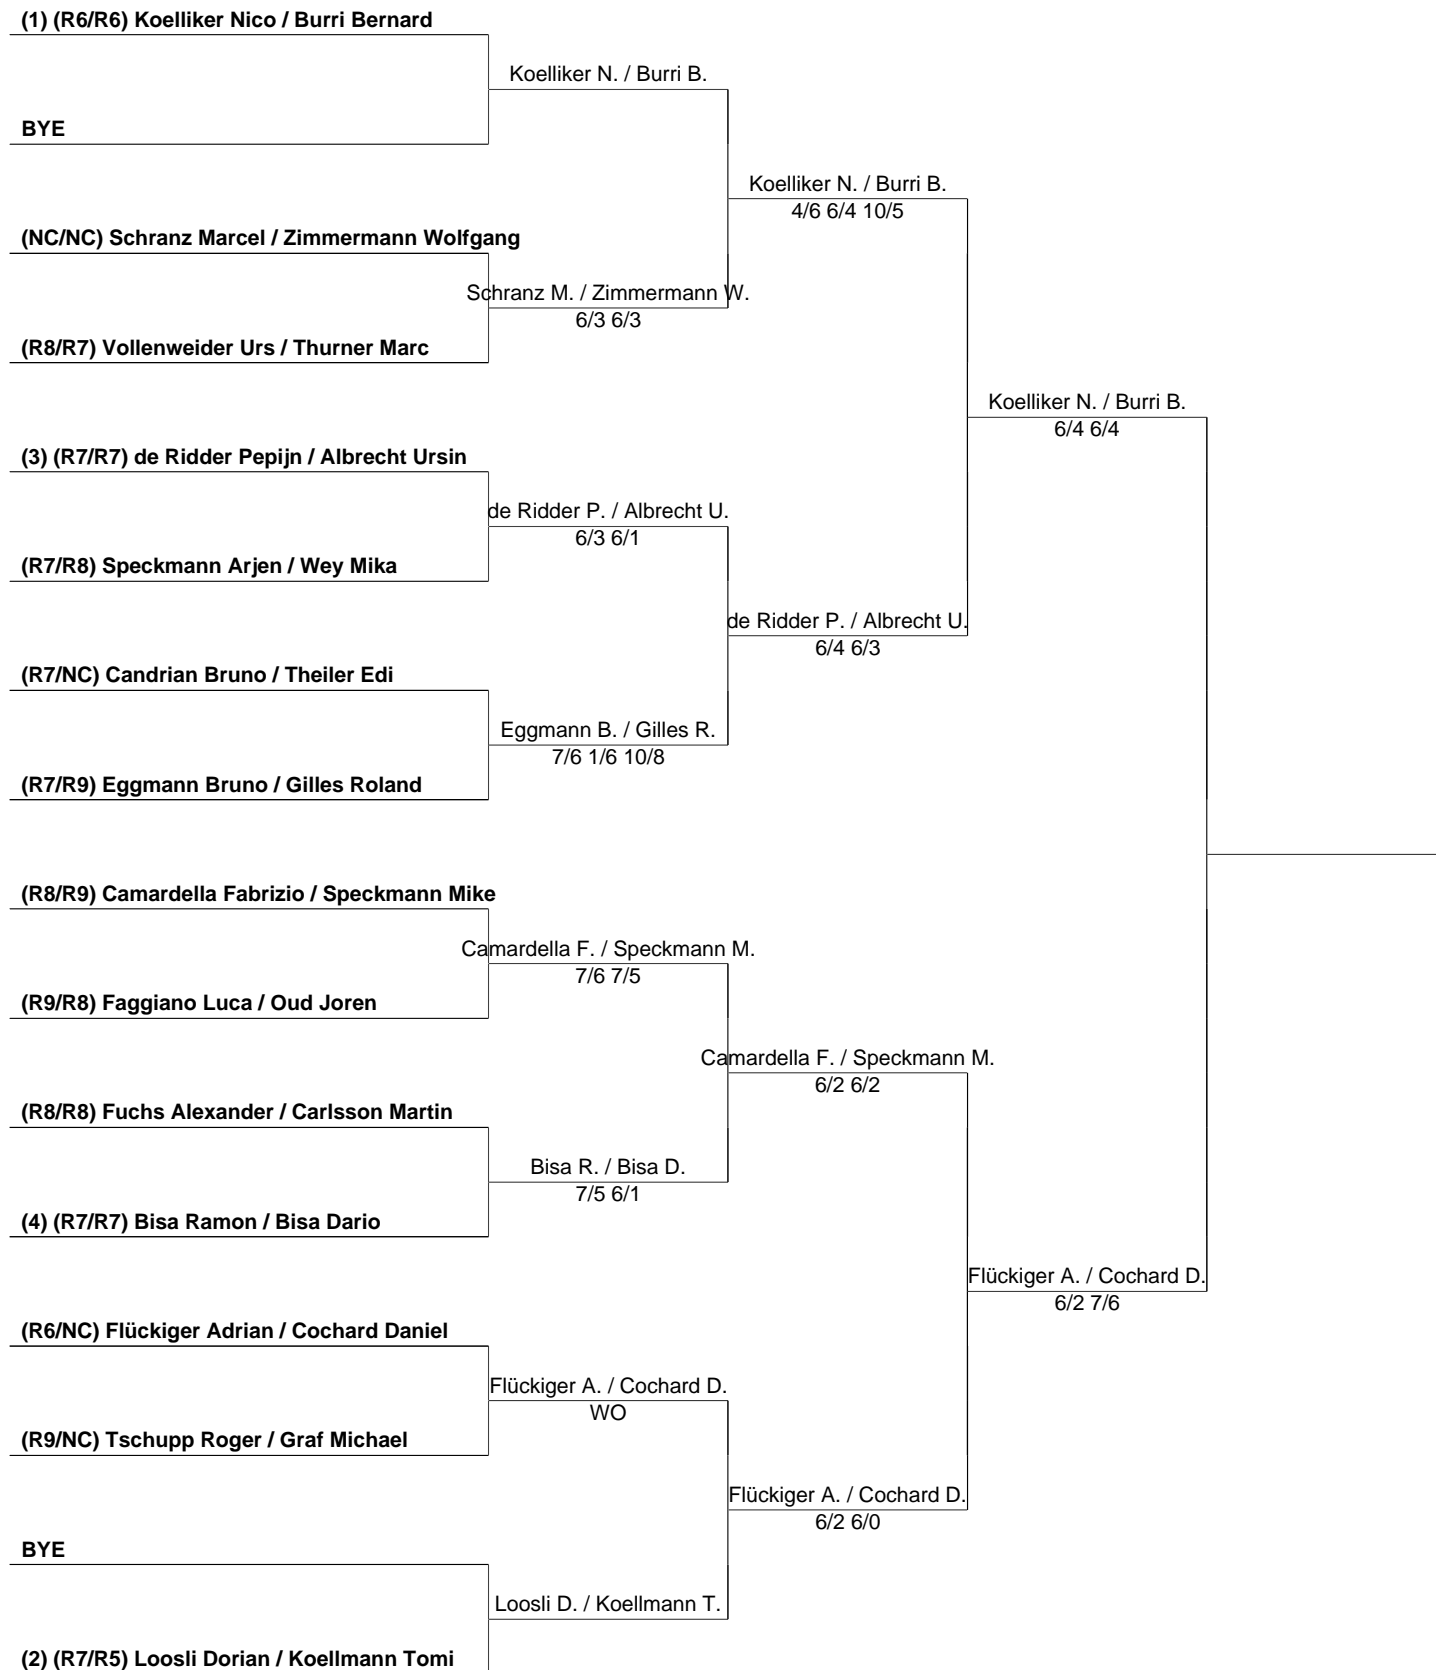 (1) (R6/R6) Koelliker Nico / Burri Bernard
Koelliker N. / Burri B.
BYE
Koelliker N. / Burri B.
4/6 6/4 10/5
(NC/NC) Schranz Marcel / Zimmermann Wolfgang
Schranz M. / Zimmermann W.
6/3 6/3
(R8/R7) Vollenweider Urs / Thurner Marc
Koelliker N. / Burri B.
6/4 6/4
(3) (R7/R7) de Ridder Pepijn / Albrecht Ursin
de Ridder P. / Albrecht U.
6/3 6/1
(R7/R8) Speckmann Arjen / Wey Mika
de Ridder P. / Albrecht U.
6/4 6/3
(R7/NC) Candrian Bruno / Theiler Edi
Eggmann B. / Gilles R.
7/6 1/6 10/8
(R7/R9) Eggmann Bruno / Gilles Roland
(R8/R9) Camardella Fabrizio / Speckmann Mike
Camardella F. / Speckmann M.
7/6 7/5
(R9/R8) Faggiano Luca / Oud Joren
Camardella F. / Speckmann M.
6/2 6/2
(R8/R8) Fuchs Alexander / Carlsson Martin
Bisa R. / Bisa D.
7/5 6/1
(4) (R7/R7) Bisa Ramon / Bisa Dario
Flückiger A. / Cochard D.
6/2 7/6
(R6/NC) Flückiger Adrian / Cochard Daniel
Flückiger A. / Cochard D.
WO
(R9/NC) Tschupp Roger / Graf Michael
Flückiger A. / Cochard D.
6/2 6/0
BYE
Loosli D. / Koellmann T.
(2) (R7/R5) Loosli Dorian / Koellmann Tomi